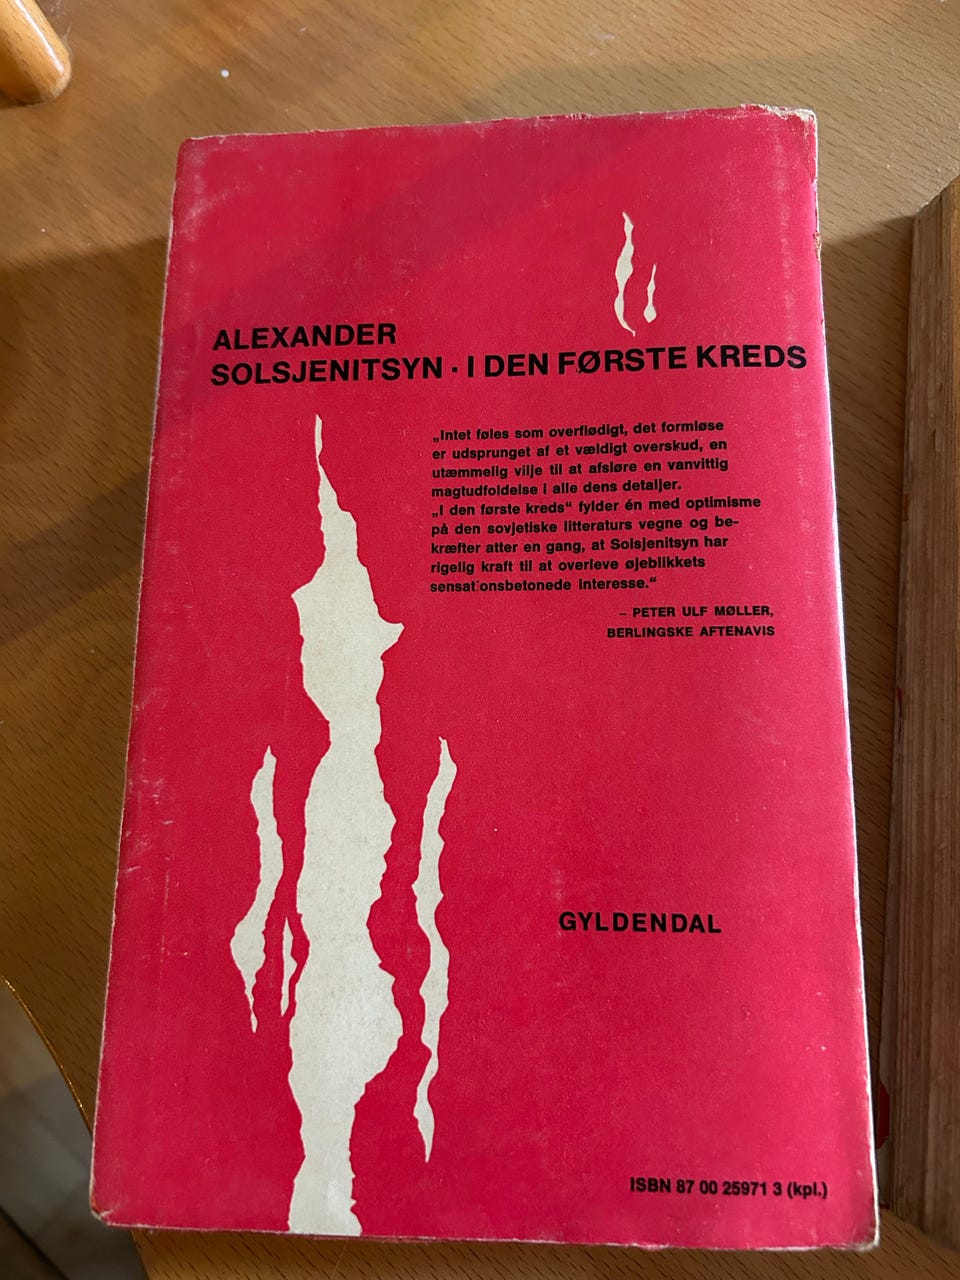 ALEXANDER
SOLSJENITSYN · I DEN FØRSTE KREDS
„Intet føles som overflødigt, det formløse
er udsprunget af et vældigt overskud, en
utæmmelig vilje til at afsløre en vanvittig
magtudfoldelse i alle dens detaljer.
„I den første kreds“ fylder én med optimisme
på den sovjetiske litteraturs vegne og be-
kræfter atter en gang, at Solsjenitsyn har
rigelig kraft til at overleve øjeblikkets
sensationsbetonede interesse.“
– PETER ULF MØLLER,
BERLINGSKE AFTENAVIS
GYLDENDAL
ISBN 87 00 25971 3 (kpl.)